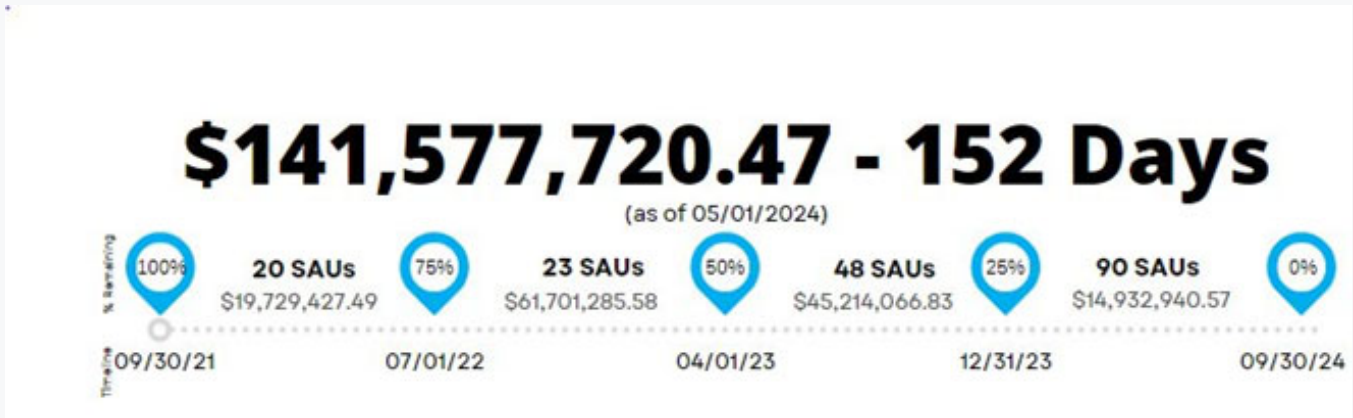 $141,577,720.47 - 152 Days
(as of 05/01/2024)
% Remaining
100% 20 SAUs 75% 23 SAUs 50% 48 SAUs 25% 90 SAUs 0%
$19,729,427.49 $61,701,285.58 $45,214,066.83 $14,932,940.57
Timeline
09/30/21 07/01/22 04/01/23 12/31/23 09/30/24